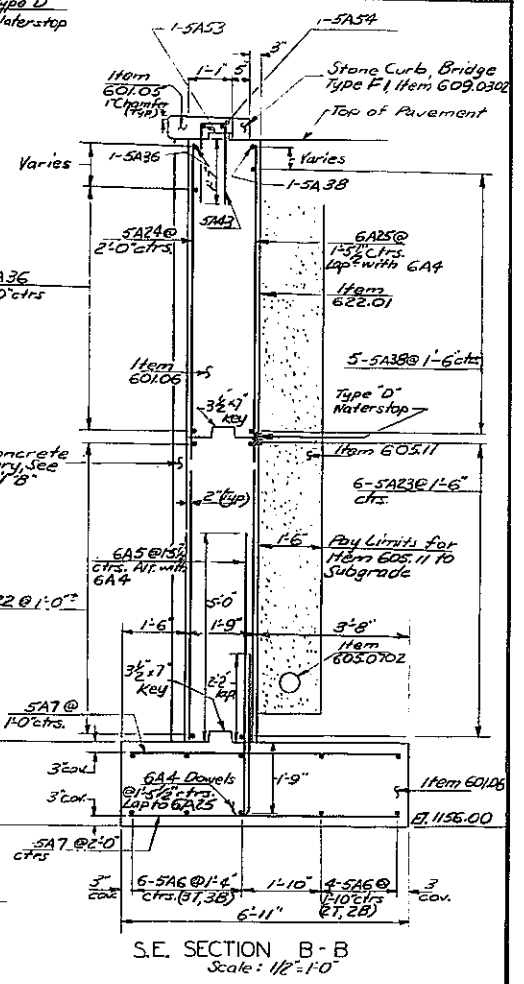 Type D
Waterstop
1-5A53
1-5A54
3"
1'-1"
5"
Item
601.05
1" Chamfer
(Typ)
Stone Curb, Bridge
Type F1, Item 609.0302
Top of Pavement
Varies
1-5A36
Varies
1-5A38
5A43
5A24@
2'-0"ctrs.
6A25@
1'-5½"Ctrs.
Lap with 6A4
A36
0"ctrs
Item
622.01
Item
601.06
5-5A38@1'-6"cts
3½"x7"
Key
Type "D"
Waterstop
oncrete
ry, See
"B"
Item 605.11
6-5A23@1'-6"
ctrs.
2"(Typ)
1'-6"
Pay Limits for
Item 605.11 to
Subgrade
6A5@15½"
ctrs. Alt. with
6A4
5'-0"
22@1'-0"±
1'-6"
1'-9"
3'-8"
3½"x7"
Key
2'-2"
lap
Item
605.0702
5A7@
1'-0"ctrs.
3"cov.
6A4 Dowels
@1'-5½"ctrs.
Lap to 6A25
1'-9"
3"cov.
Item 601.06
El. 1156.00
5A7@2'-0"
ctrs
3"
cov.
6-5A6@1'-4"
ctrs.(3T,3B)
1'-10"
4-5A6@
1'-10"ctrs
(2T,2B)
3
cov.
6'-11"
S.E. SECTION B-B
Scale: 1/2"=1'-0"